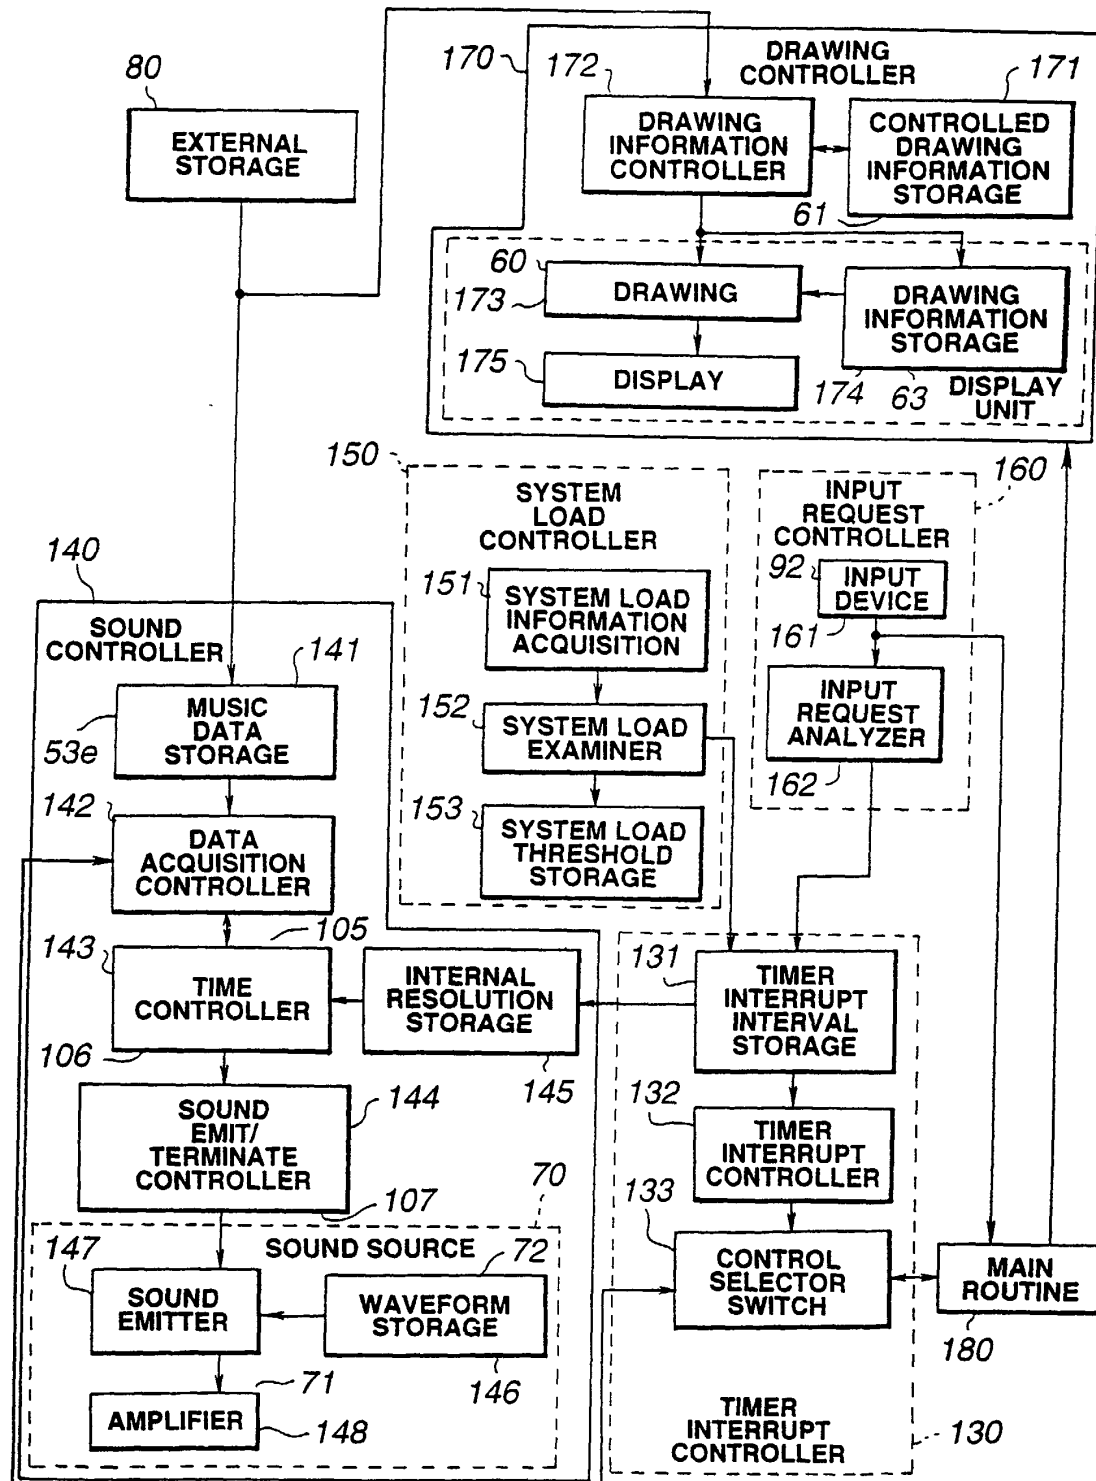 80
EXTERNAL
STORAGE
170
172
DRAWING
CONTROLLER
171
DRAWING
INFORMATION
CONTROLLER
CONTROLLED
DRAWING
INFORMATION
STORAGE
61
60
173
DRAWING
DRAWING
INFORMATION
STORAGE
175
DISPLAY
174
63
DISPLAY
UNIT
150
SYSTEM
LOAD
CONTROLLER
151
SYSTEM LOAD
INFORMATION
ACQUISITION
152
SYSTEM LOAD
EXAMINER
153
SYSTEM LOAD
THRESHOLD
STORAGE
160
INPUT
REQUEST
CONTROLLER
92
INPUT
DEVICE
161
INPUT
REQUEST
ANALYZER
162
140
SOUND
CONTROLLER
141
MUSIC
DATA
STORAGE
53e
142
DATA
ACQUISITION
CONTROLLER
105
143
TIME
CONTROLLER
106
INTERNAL
RESOLUTION
STORAGE
145
131
TIMER
INTERRUPT
INTERVAL
STORAGE
SOUND
EMIT/
TERMINATE
CONTROLLER
144
107
132
TIMER
INTERRUPT
CONTROLLER
133
CONTROL
SELECTOR
SWITCH
MAIN
ROUTINE
180
70
SOUND SOURCE
147
SOUND
EMITTER
72
WAVEFORM
STORAGE
146
71
AMPLIFIER
148
TIMER
INTERRUPT
CONTROLLER
130